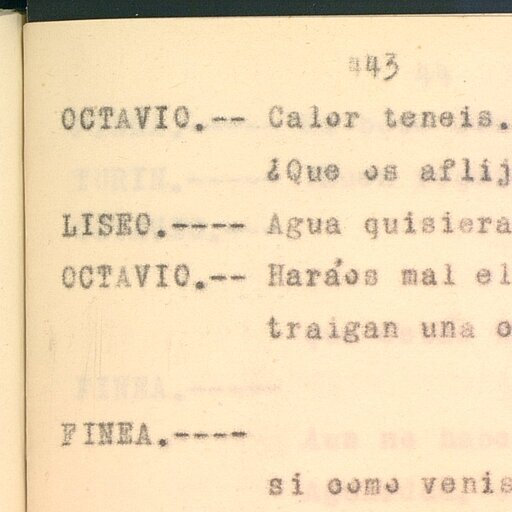 443
OCTAVIO.-- Calor teneis.
¿Que os aflij
LISEO.---- Agua quisiera
OCTAVIO.-- Haráos mal el
traigan una c
FINEA.----
si como venis